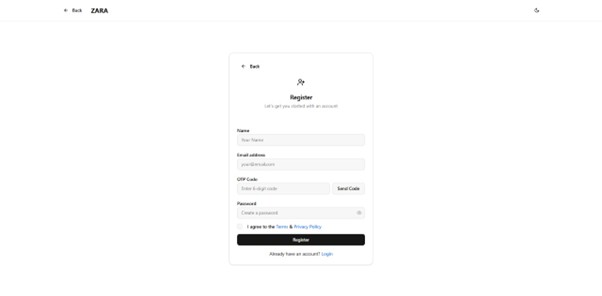 Back ZARA
Back
Register
Let's get you started with an account
Name
Your Name
Email address
you@email.com
OTP Code
Enter 6-digit code Send Code
Password
Create a password
I agree to the Terms & Privacy Policy.
Register
Already have an account? Login